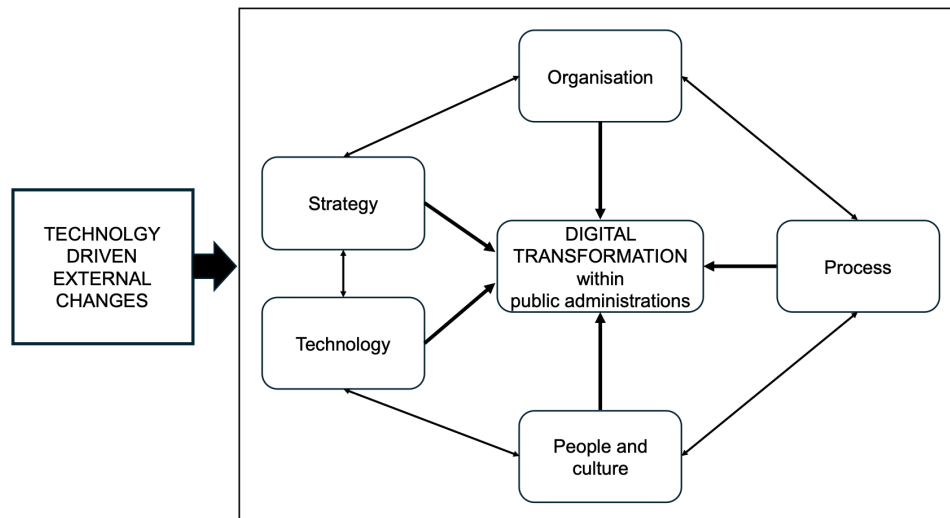 Organisation
Strategy
TECHNOLGY
DRIVEN
EXTERNAL
CHANGES
DIGITAL
TRANSFORMATION
within
public administrations
Process
Technology
People and
culture